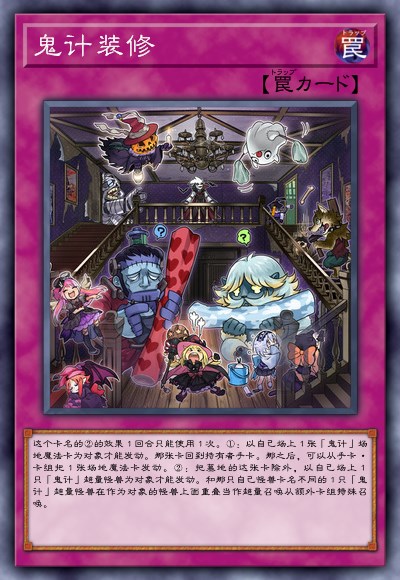 鬼计装修
トラップ
罠
トラップ
【罠カード】
?
?
这个卡名的②的效果1回合只能使用1次。①：以自己场上1张「鬼计」场
地魔法卡为对象才能发动。那张卡回到持有者手卡。那之后，可以从手卡·
卡组把1张场地魔法卡发动。②：把墓地的这张卡除外，以自己场上1
只「鬼计」超量怪兽为对象才能发动。和那只自己怪兽卡名不同的1只「鬼
计」超量怪兽在作为对象的怪兽上面重叠当作超量召唤从额外卡组特殊召
唤。